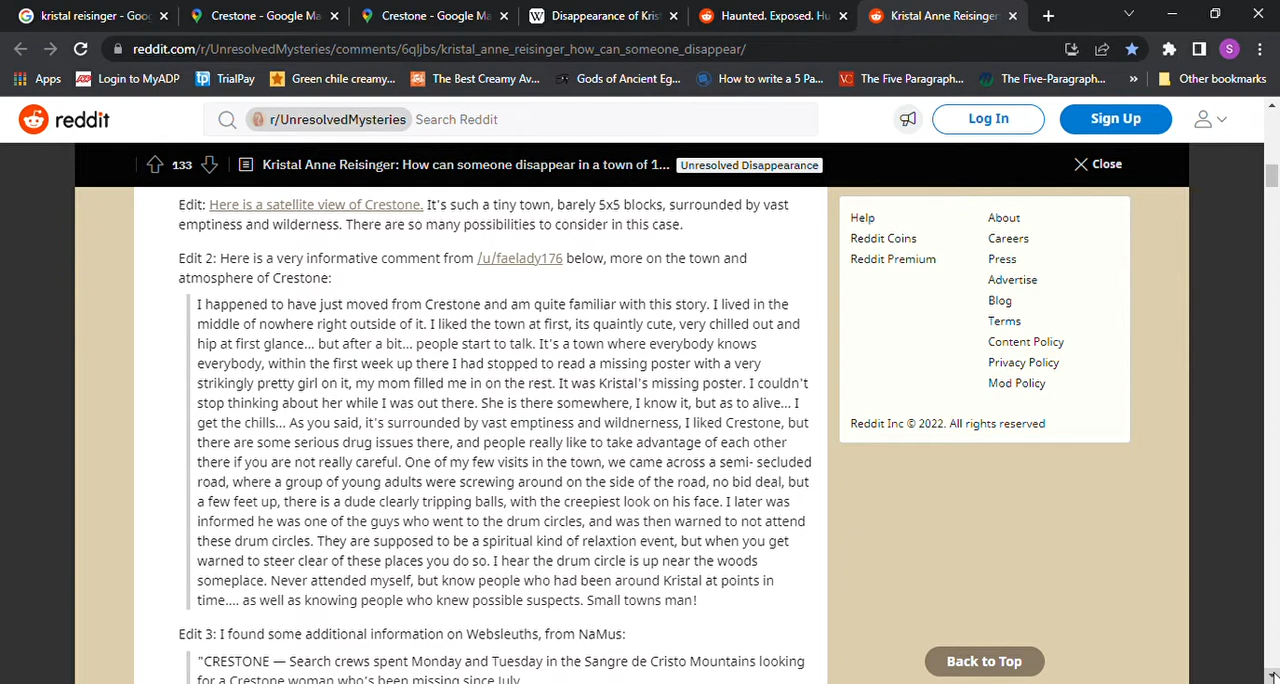 kristal reisinger - Goog
Crestone - Google Ma
Crestone - Google Ma
Disappearance of Kris
Haunted. Exposed. Hu
Kristal Anne Reisinger
reddit.com/r/UnresolvedMysteries/comments/6qljbs/kristal_anne_reisinger_how_can_someone_disappear/
S
Apps
Login to MyADP
TrialPay
Green chile creamy...
The Best Creamy Av...
Gods of Ancient Eg...
How to write a 5 Pa...
The Five Paragraph...
The Five-Paragraph...
»
Other bookmarks
reddit
r/UnresolvedMysteries Search Reddit
Log In
Sign Up
133
Kristal Anne Reisinger: How can someone disappear in a town of 1...
Unresolved Disappearance
Close
Edit: Here is a satellite view of Crestone. It's such a tiny town, barely 5x5 blocks, surrounded by vast
emptiness and wilderness. There are so many possibilities to consider in this case.
Edit 2: Here is a very informative comment from /u/faelady176 below, more on the town and
atmosphere of Crestone:
I happened to have just moved from Crestone and am quite familiar with this story. I lived in the
middle of nowhere right outside of it. I liked the town at first, its quaintly cute, very chilled out and
hip at first glance... but after a bit... people start to talk. It's a town where everybody knows
everybody, within the first week up there I had stopped to read a missing poster with a very
strikingly pretty girl on it, my mom filled me in on the rest. It was Kristal's missing poster. I couldn't
stop thinking about her while I was out there. She is there somewhere, I know it, but as to alive... I
get the chills... As you said, it's surrounded by vast emptiness and wildnerness, I liked Crestone, but
there are some serious drug issues there, and people really like to take advantage of each other
there if you are not really careful. One of my few visits in the town, we came across a semi- secluded
road, where a group of young adults were screwing around on the side of the road, no bid deal, but
a few feet up, there is a dude clearly tripping balls, with the creepiest look on his face. I later was
informed he was one of the guys who went to the drum circles, and was then warned to not attend
these drum circles. They are supposed to be a spiritual kind of relaxtion event, but when you get
warned to steer clear of these places you do so. I hear the drum circle is up near the woods
someplace. Never attended myself, but know people who had been around Kristal at points in
time.... as well as knowing people who knew possible suspects. Small towns man!
Edit 3: I found some additional information on Websleuths, from NaMus:
"CRESTONE — Search crews spent Monday and Tuesday in the Sangre de Cristo Mountains looking
for a Crestone woman who's been missing since July.
Help
Reddit Coins
Reddit Premium
About
Careers
Press
Advertise
Blog
Terms
Content Policy
Privacy Policy
Mod Policy
Reddit Inc © 2022. All rights reserved
Back to Top